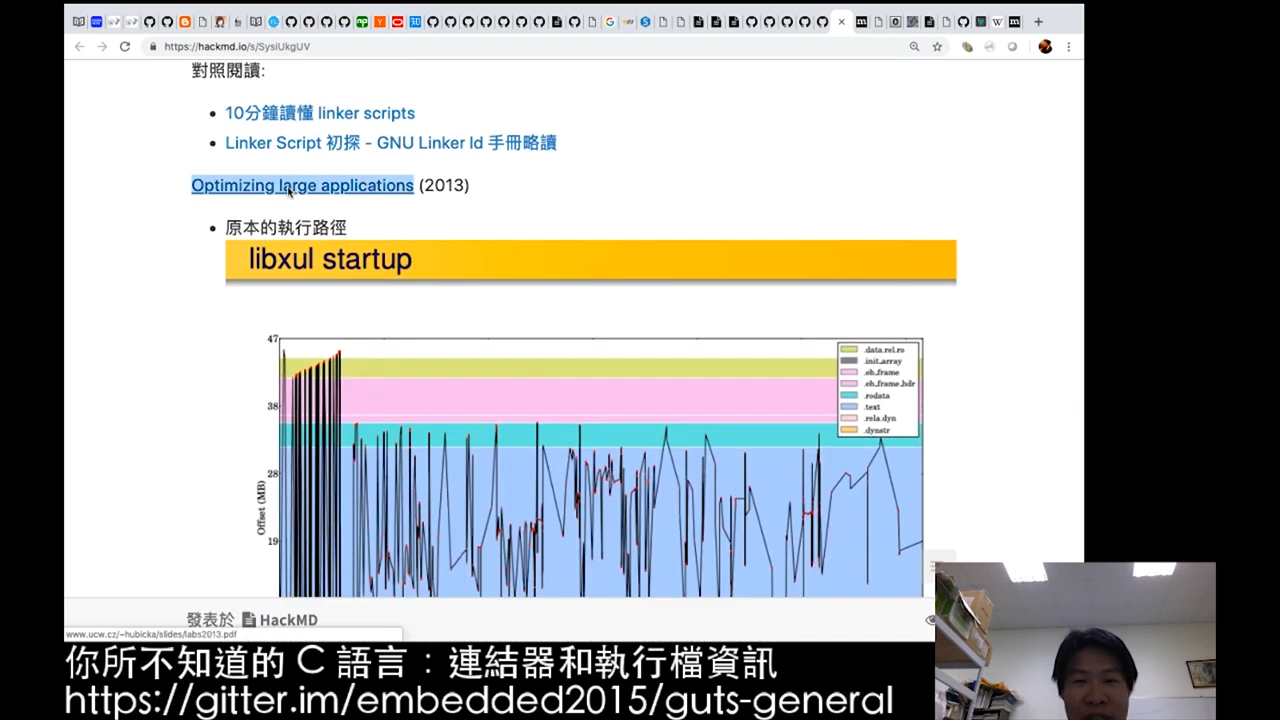 https://hackmd.io/s/SysiUkgUV
對照閱讀:
10分鐘讀懂 linker scripts
Linker Script 初探 - GNU Linker ld 手冊略讀
Optimizing large applications (2013)
原本的執行路徑
libxul startup
47
38
28
19
Offset (MB)
.data.rel.ro
.init_array
.eh_frame
.eh_frame_hdr
.rodata
.text
.rela.dyn
.dynstr
發表於 HackMD
www.ucw.cz/~hubicka/slides/labs2013.pdf
你所不知道的 C 語言：連結器和執行檔資訊
https://gitter.im/embedded2015/guts-general